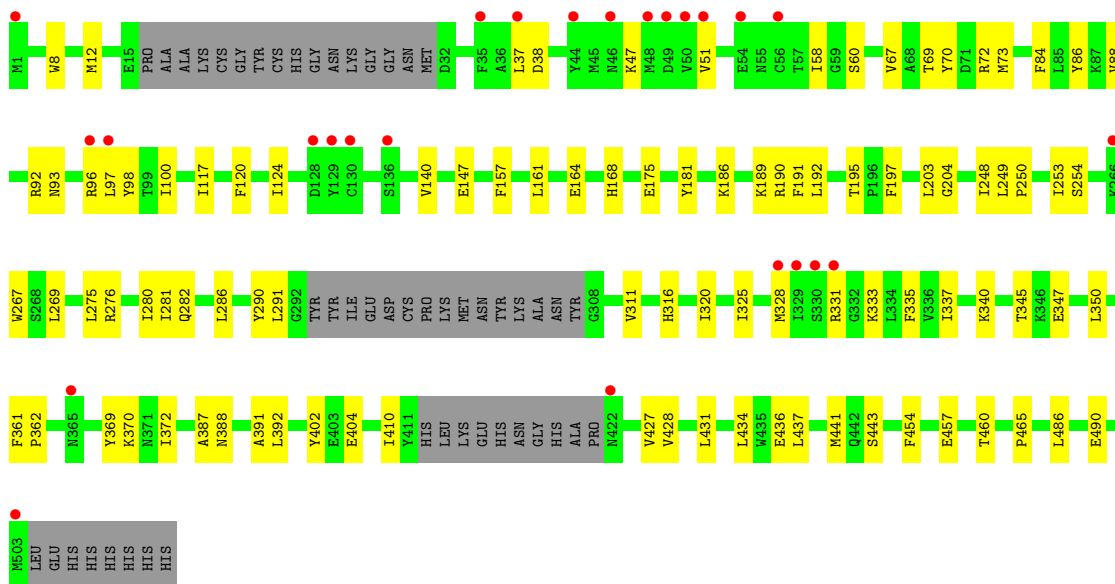 M1 W8 M12 E15 PRO ALA ALA LYS CYS GLY TYR CYS HIS GLY ASN LYS GLY GLY ASN MET D32 F35 A36 L37 D38 Y44 M45 N46 K47 M48 D49 V50 V51 E54 N55 C56 T57 I58 G59 S60 V67 A68 T69 Y70 D71 R72 M73 F84 L85 Y86 K87 V88
R92 N93 R96 L97 Y98 T99 I100 I117 F120 I124 D128 Y129 C130 S136 V140 E147 F157 L161 E164 H168 E175 Y181 K186 K189 R190 F191 L192 T195 P196 F197 L203 G204 I248 L249 P250 I253 S254 K266
W267 S268 L269 L275 R276 I280 I281 Q282 L286 Y290 L291 G292 TYR TYR ILE GLU ASP CYS PRO LYS MET ASN TYR LYS ALA ASN TYR G308 V311 H316 I320 I325 M328 I329 S330 R331 G332 K333 L334 F335 V336 I337 K340 T345 K346 E347 L350
F361 P362 N365 Y369 K370 N371 I372 A387 N388 A391 L392 Y402 E403 E404 I410 Y411 HIS LEU LYS GLU HIS ASN GLY HIS ALA PRO N422 V427 V428 L431 L434 W435 E436 L437 M441 Q442 S443 F454 E457 T460 P465 L486 E490
M503 LEU GLU HIS HIS HIS HIS HIS HIS